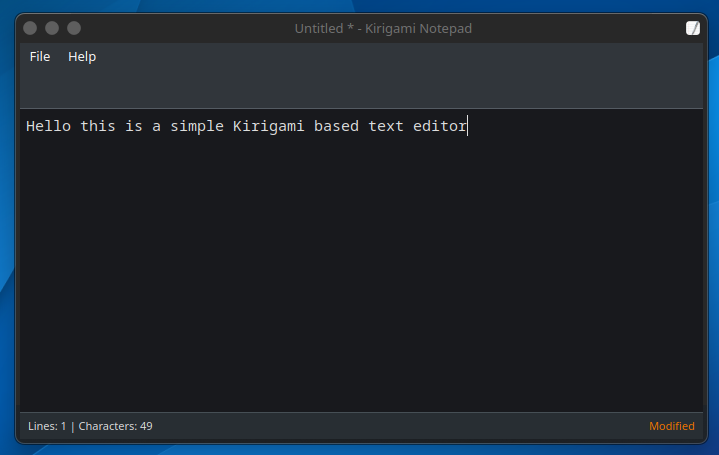 Untitled * - Kirigami Notepad
File Help
Hello this is a simple Kirigami based text editor
Lines: 1 | Characters: 49 Modified